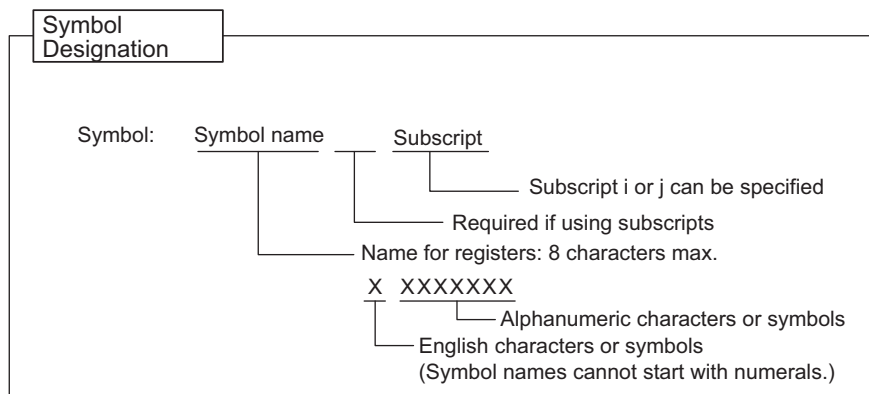 Symbol
Designation
Symbol: Symbol name Subscript
Subscript i or j can be specified
Required if using subscripts
Name for registers: 8 characters max.
X XXXXXXX
Alphanumeric characters or symbols
English characters or symbols
(Symbol names cannot start with numerals.)